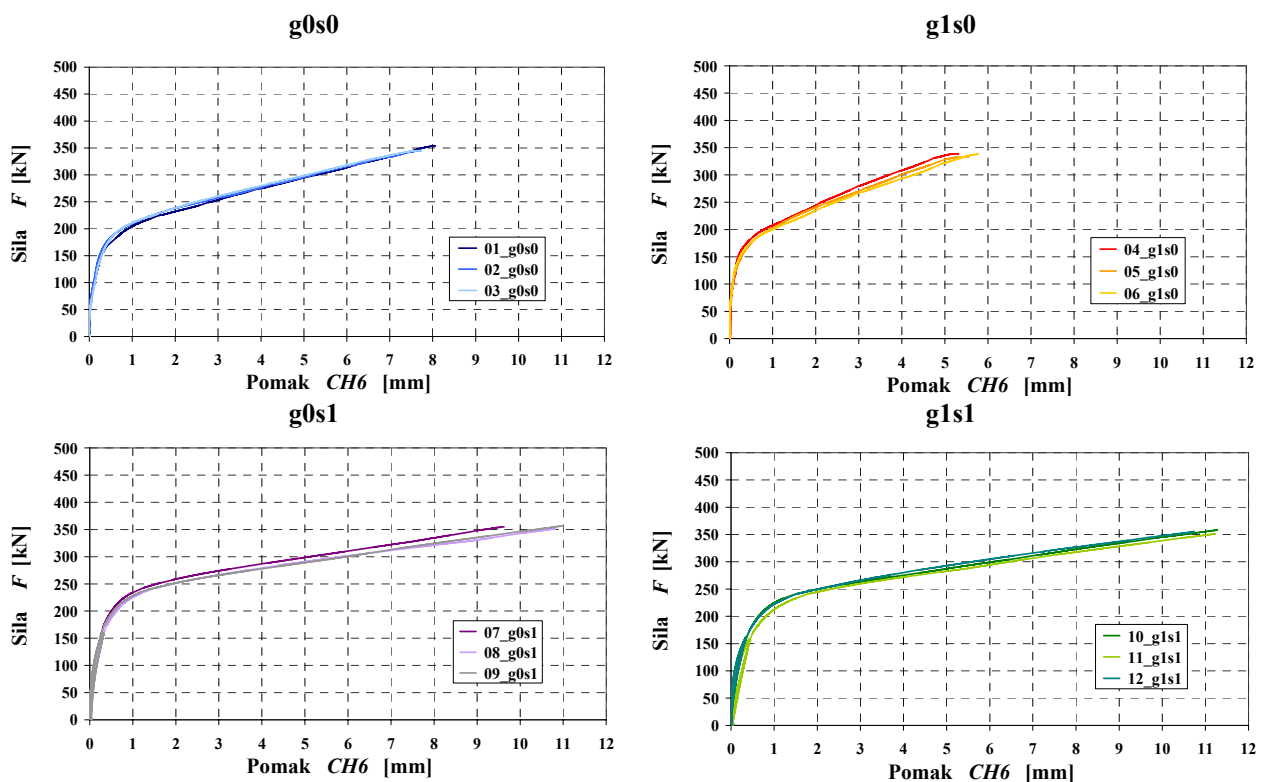 g0s0
500
450
400
350
300
250
200
150
100
50
0
Sila F [kN]
01_g0s0
02_g0s0
03_g0s0
0 1 2 3 4 5 6 7 8 9 10 11 12
Pomak CH6 [mm]
g1s0
500
450
400
350
300
250
200
150
100
50
0
Sila F [kN]
04_g1s0
05_g1s0
06_g1s0
0 1 2 3 4 5 6 7 8 9 10 11 12
Pomak CH6 [mm]
g0s1
500
450
400
350
300
250
200
150
100
50
0
Sila F [kN]
07_g0s1
08_g0s1
09_g0s1
0 1 2 3 4 5 6 7 8 9 10 11 12
Pomak CH6 [mm]
g1s1
500
450
400
350
300
250
200
150
100
50
0
Sila F [kN]
10_g1s1
11_g1s1
12_g1s1
0 1 2 3 4 5 6 7 8 9 10 11 12
Pomak CH6 [mm]